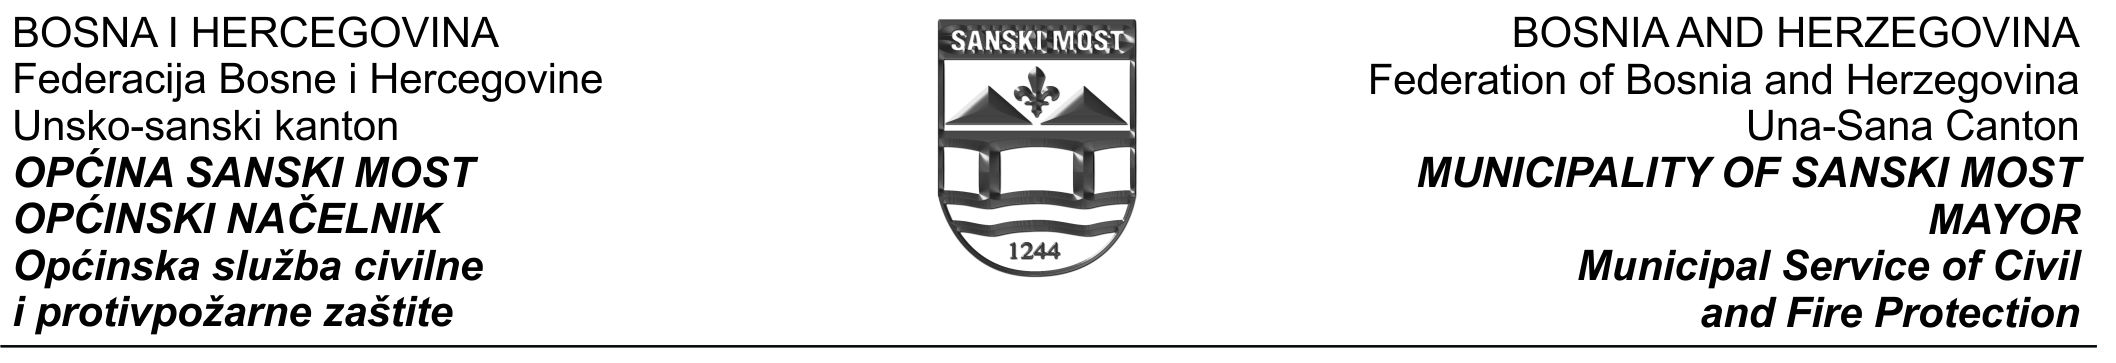 BOSNA I HERCEGOVINA
Federacija Bosne i Hercegovine
Unsko-sanski kanton
OPĆINA SANSKI MOST
OPĆINSKI NAČELNIK
Općinska služba civilne
i protivpožarne zaštite
SANSKI MOST
1244
BOSNIA AND HERZEGOVINA
Federation of Bosnia and Herzegovina
Una-Sana Canton
MUNICIPALITY OF SANSKI MOST
MAYOR
Municipal Service of Civil
and Fire Protection